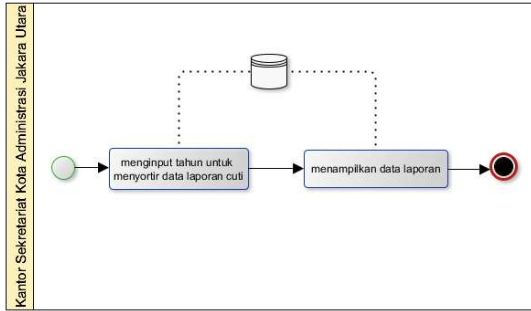 Kantor Sekretariat Kota Administrasi Jakara Utara
menginput tahun untuk
menyortir data laporan cuti
menampilkan data laporan